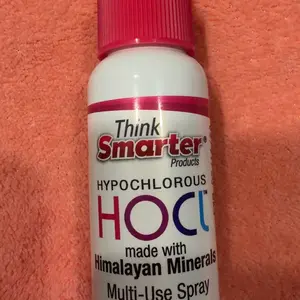 Think
Smarter®
Products
HYPOCHLOROUS
HOCL
made with
Himalayan Minerals
Multi-Use Spray